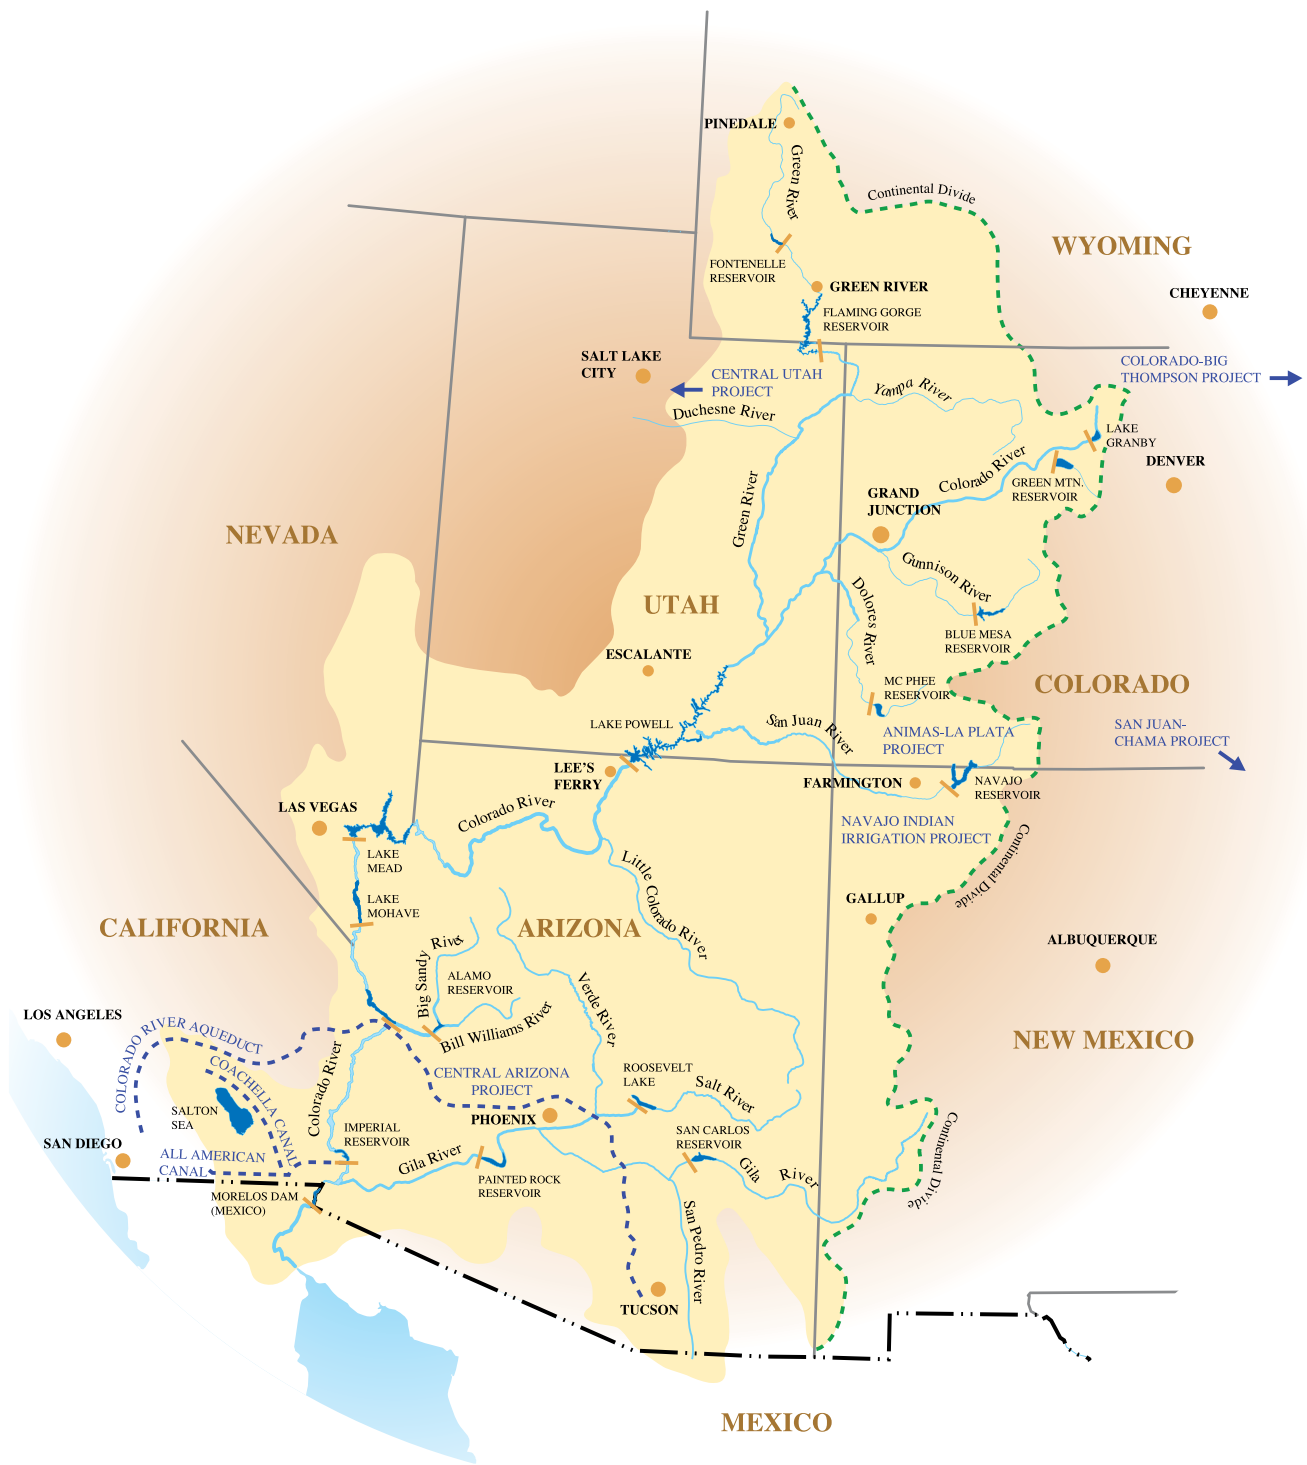 PINEDALE
Green River
Continental Divide
WYOMING
FONTENELLE
RESERVOIR
GREEN RIVER
CHEYENNE
FLAMING GORGE
RESERVOIR
SALT LAKE
CITY
CENTRAL UTAH
PROJECT
COLORADO-BIG
THOMPSON PROJECT
Yampa River
Duchesne River
LAKE
GRANBY
DENVER
Colorado River
GREEN MTN.
RESERVOIR
GRAND
JUNCTION
Green River
NEVADA
Gunnison River
UTAH
Dolores River
BLUE MESA
RESERVOIR
ESCALANTE
MC PHEE
RESERVOIR
COLORADO
LAKE POWELL
San Juan River
ANIMAS-LA PLATA
PROJECT
SAN JUAN-
CHAMA PROJECT
LEE'S
FERRY
FARMINGTON
NAVAJO
RESERVOIR
LAS VEGAS
Colorado River
NAVAJO INDIAN
IRRIGATION PROJECT
Continental Divide
LAKE
MEAD
Little Colorado River
LAKE
MOHAVE
GALLUP
CALIFORNIA
ARIZONA
ALBUQUERQUE
Big Sandy River
ALAMO
RESERVOIR
Verde River
LOS ANGELES
COLORADO RIVER AQUEDUCT
Bill Williams River
NEW MEXICO
COACHELLA CANAL
Colorado River
CENTRAL ARIZONA
PROJECT
ROOSEVELT
LAKE
Salt River
SALTON
SEA
PHOENIX
IMPERIAL
RESERVOIR
SAN CARLOS
RESERVOIR
Continental Divide
SAN DIEGO
ALL AMERICAN
CANAL
Gila River
Gila River
PAINTED ROCK
RESERVOIR
MORELOS DAM
(MEXICO)
San Pedro River
TUCSON
MEXICO